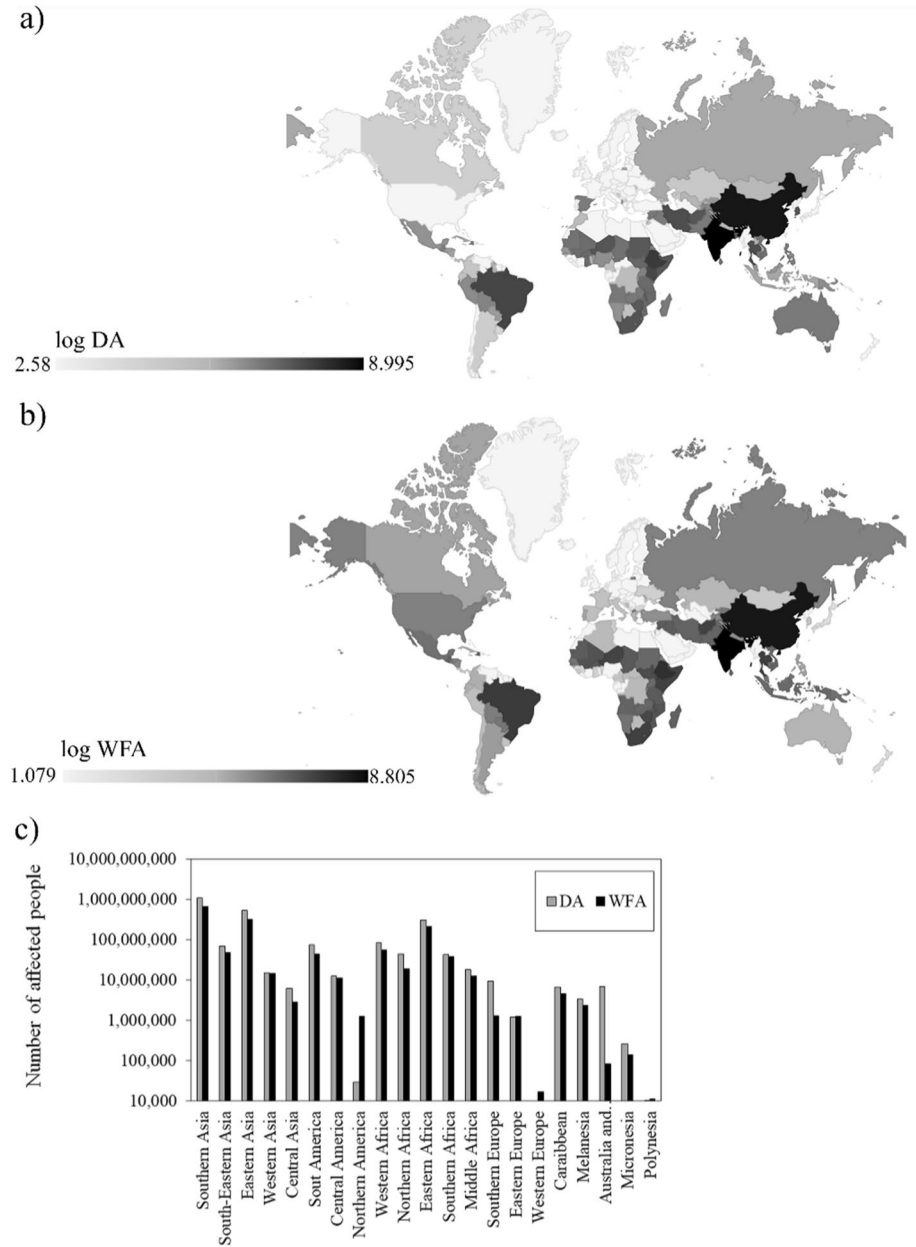 a)
log DA
2.58 8.995
b)
log WFA
1.079 8.805
c)
Number of affected people
10,000,000,000
1,000,000,000
100,000,000
10,000,000
1,000,000
100,000
10,000
DA WFA
Southern Asia
South-Eastern Asia
Eastern Asia
Western Asia
Central Asia
Sout America
Central America
Northern America
Western Africa
Northern Africa
Eastern Africa
Southern Africa
Middle Africa
Southern Europe
Eastern Europe
Western Europe
Caraibbean
Melanesia
Australia and..
Micronesia
Polynesia